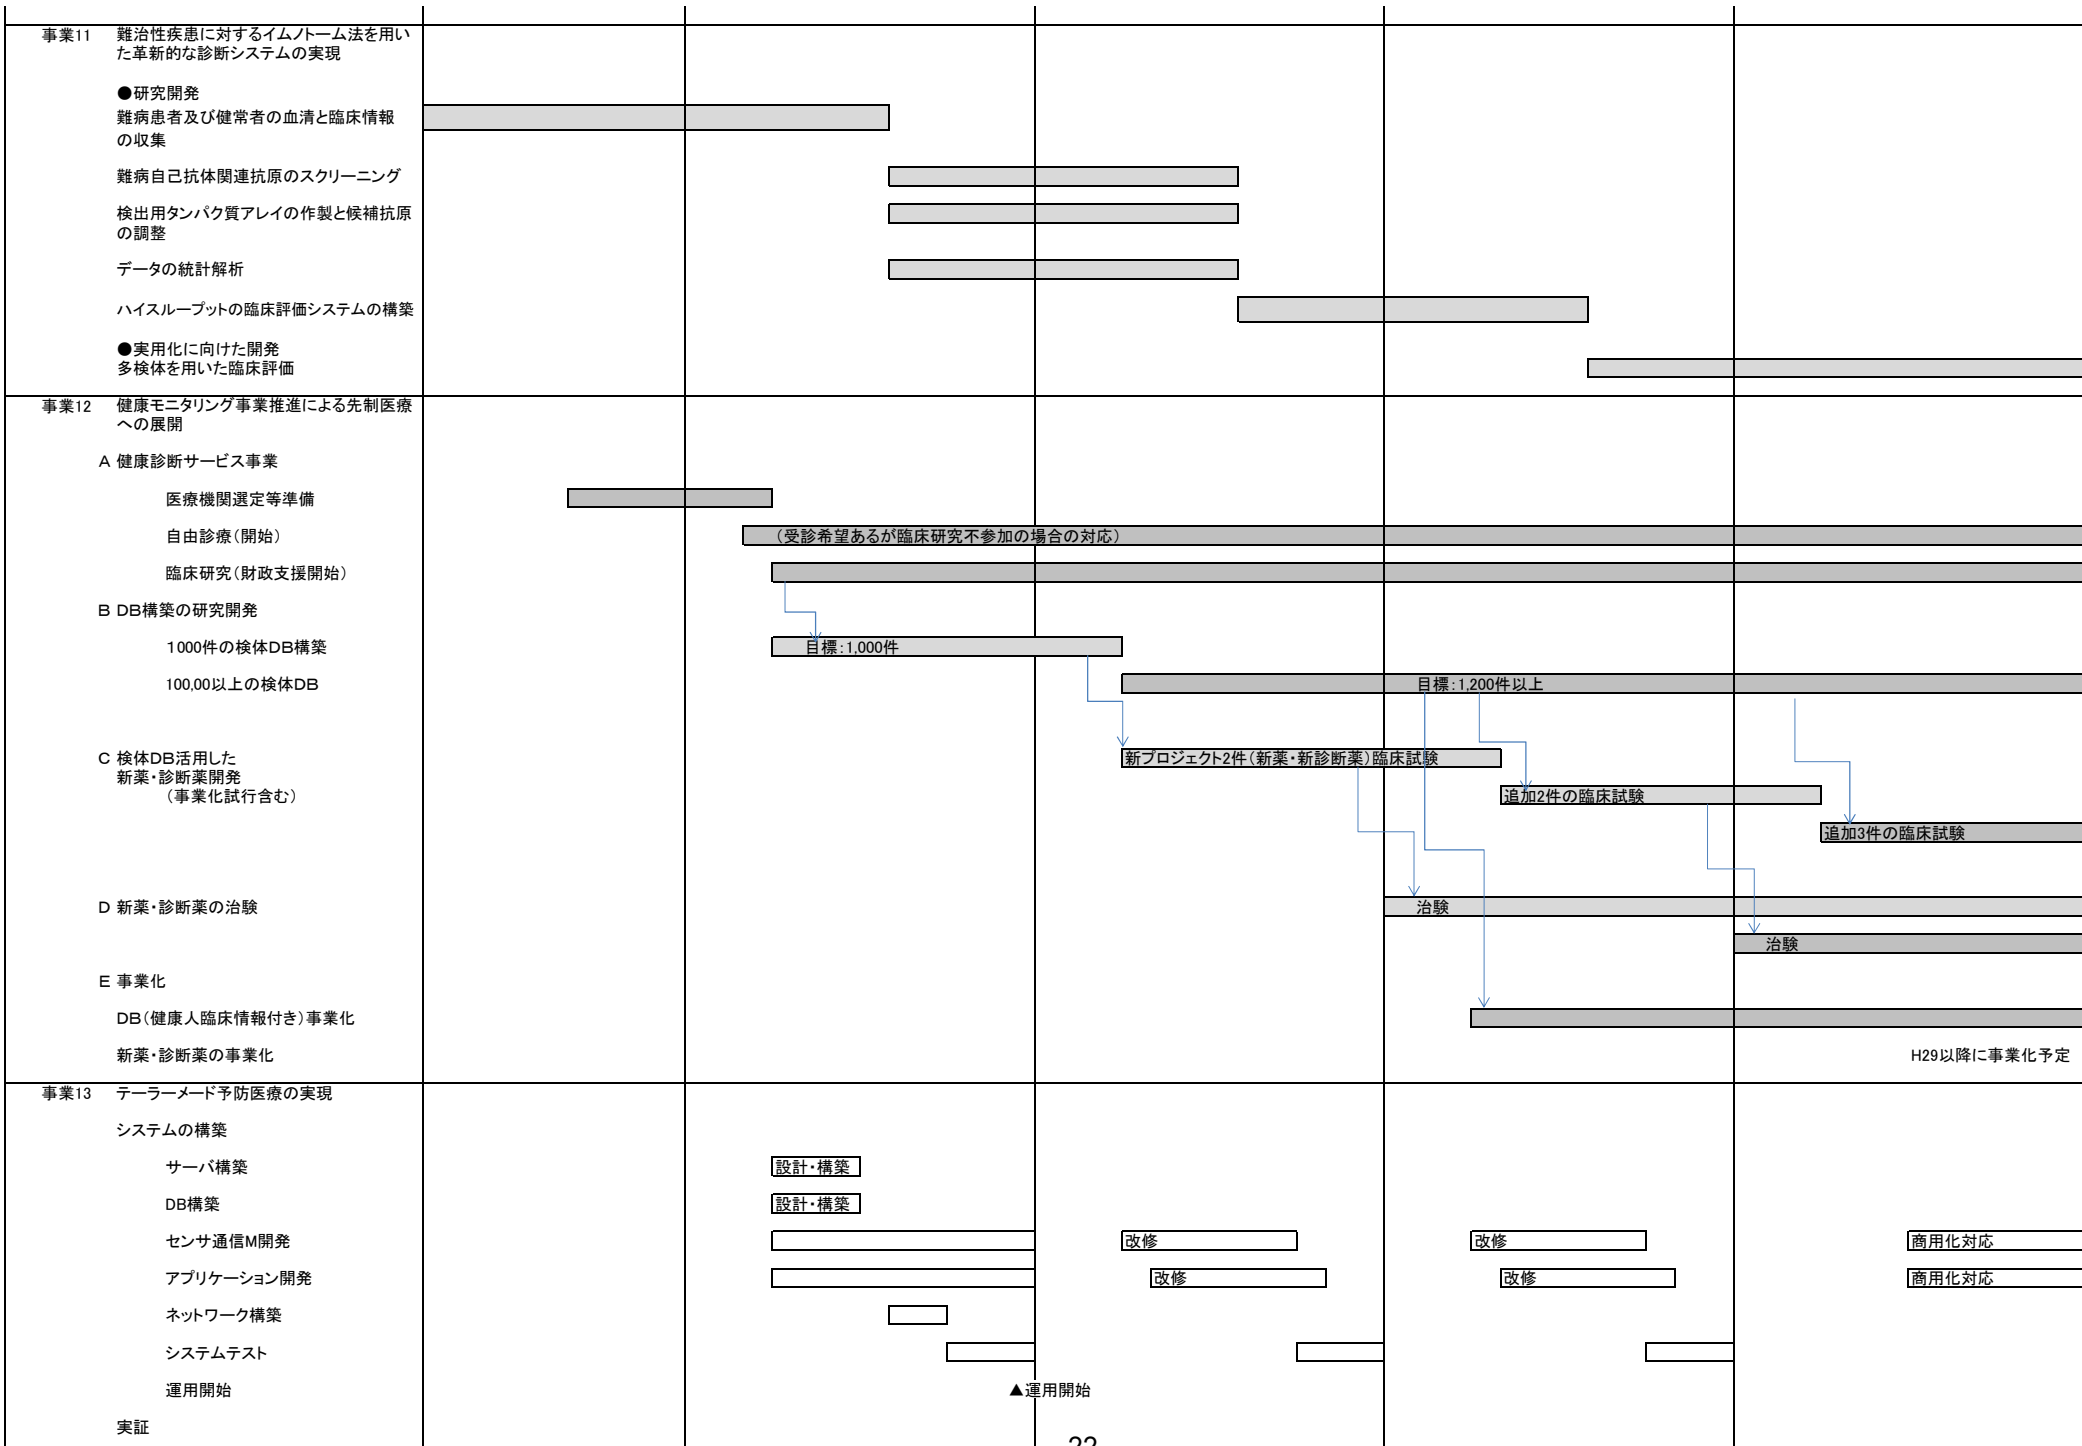 事業11 難治性疾患に対するイムノトーム法を用い
た革新的な診断システムの実現
●研究開発
難病患者及び健常者の血清と臨床情報
の収集
難病自己抗体関連抗原のスクリーニング
検出用タンパク質アレイの作製と候補抗原
の調整
データの統計解析
ハイスループットの臨床評価システムの構築
●実用化に向けた開発
多検体を用いた臨床評価
事業12 健康モニタリング事業推進による先制医療
への展開
A 健康診断サービス事業
医療機関選定等準備
自由診療(開始) (受診希望あるが臨床研究不参加の場合の対応)
臨床研究(財政支援開始)
B DB構築の研究開発
1000件の検体DB構築 目標:1,000件
100,00以上の検体DB 目標:1,200件以上
C 検体DB活用した 新プロジェクト2件(新薬・新診断薬)臨床試験
新薬・診断薬開発
(事業化試行含む) 追加2件の臨床試験
追加3件の臨床試験
D 新薬・診断薬の治験 治験
治験
E 事業化
DB(健康人臨床情報付き)事業化
新薬・診断薬の事業化 H29以降に事業化予定
事業13 テーラーメード予防医療の実現
システムの構築
サーバ構築 設計・構築
DB構築 設計・構築
センサ通信M開発 改修 改修 商用化対応
アプリケーション開発 改修 改修 商用化対応
ネットワーク構築
システムテスト
運用開始 ▲運用開始
実証